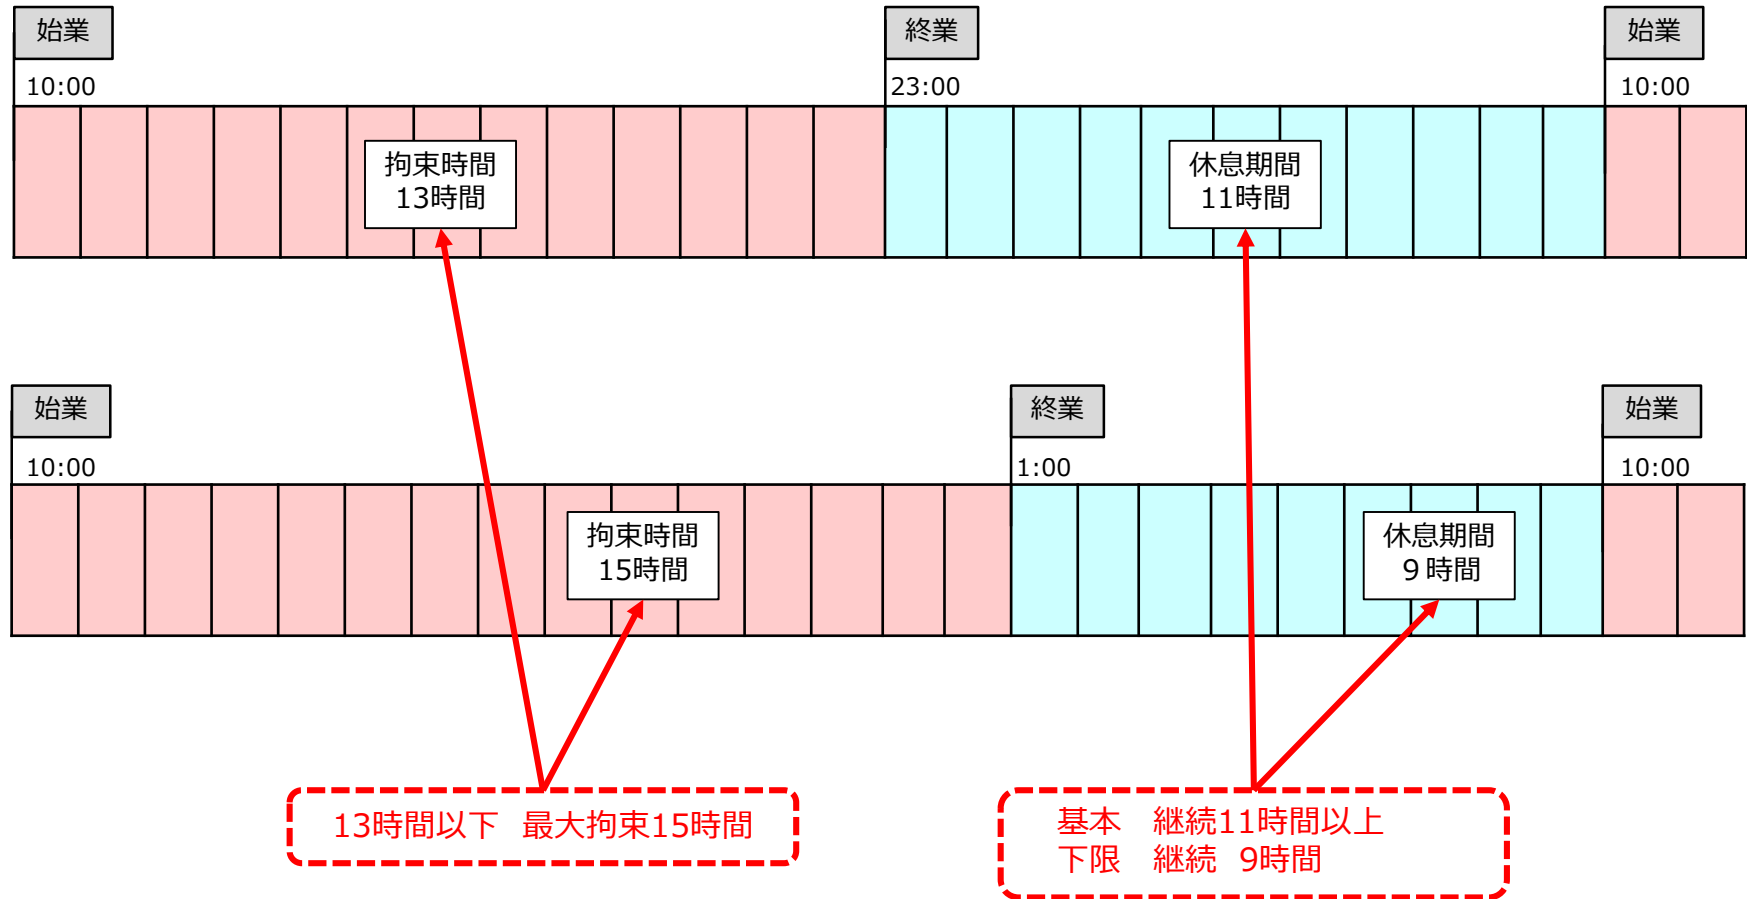 始業
終業
始業
10:00
23:00
10:00
拘束時間
13時間
休息期間
11時間
始業
終業
始業
10:00
1:00
10:00
拘束時間
15時間
休息期間
９時間
13時間以下 最大拘束15時間
基本　継続11時間以上
下限　継続 9時間